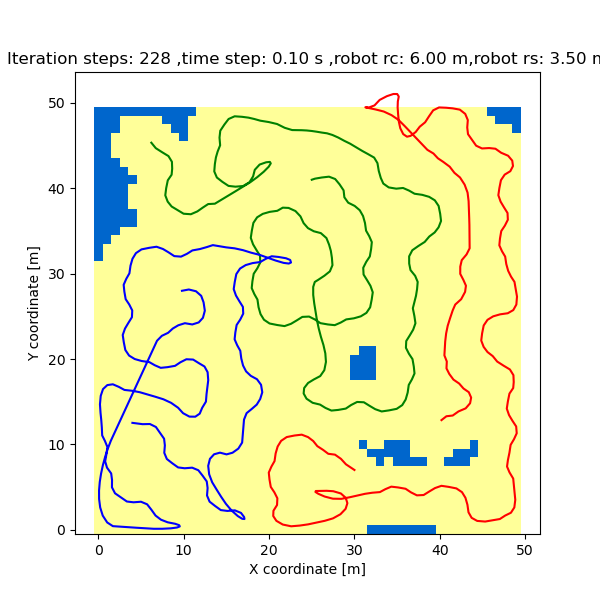 Iteration steps: 228 ,time step: 0.10 s ,robot rc: 6.00 m,robot rs: 3.50 m
50
40
30
20
10
0
Y coordinate [m]
0 10 20 30 40 50
X coordinate [m]